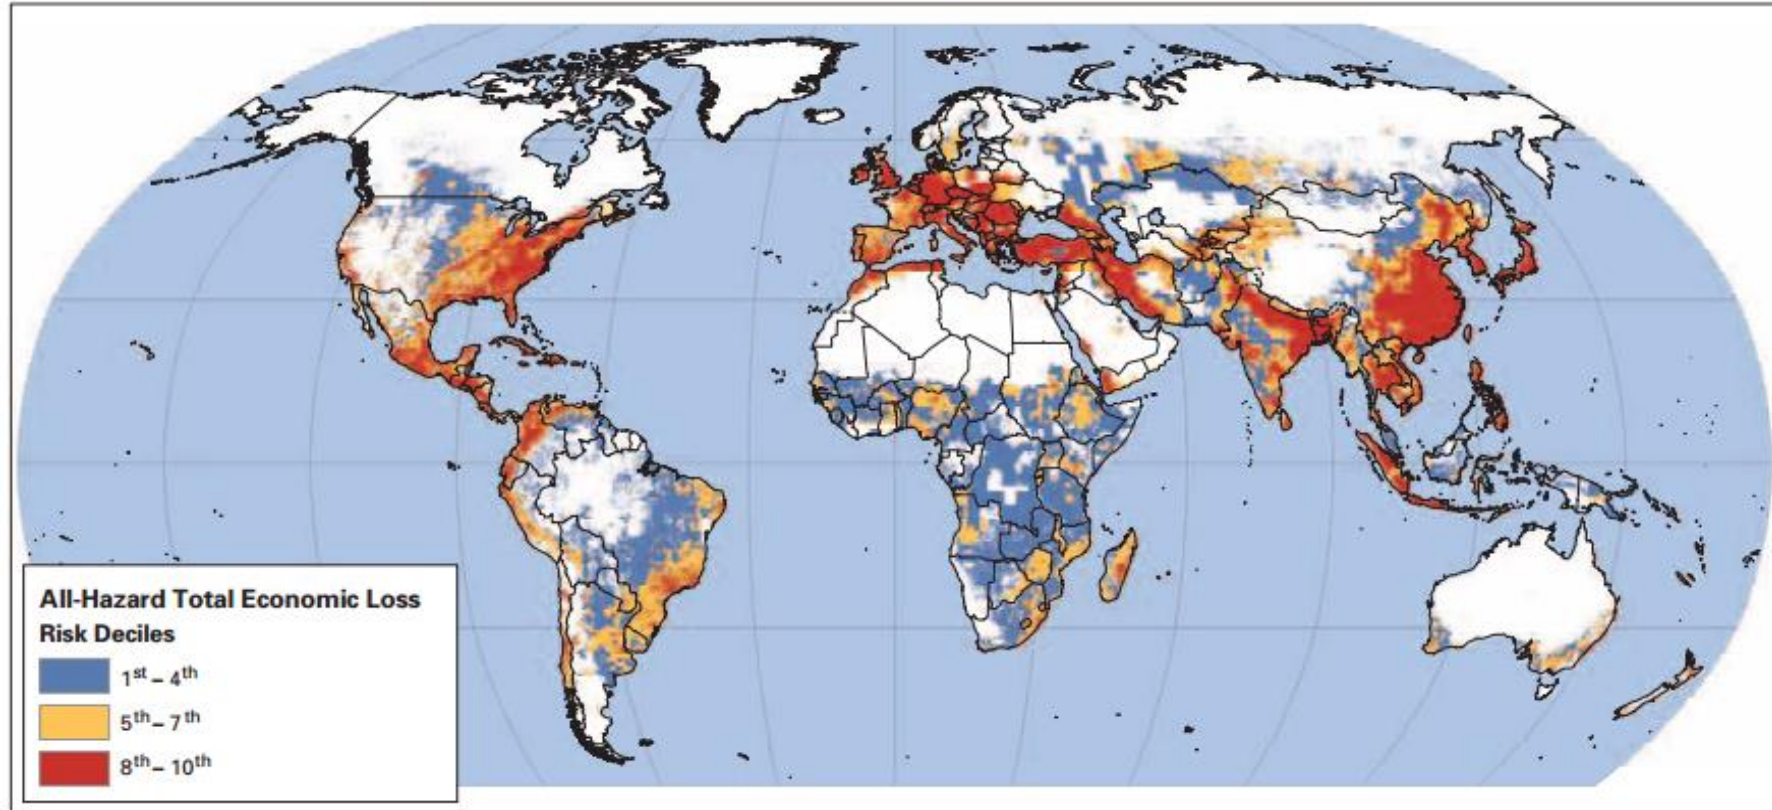 All-Hazard Total Economic Loss
Risk Deciles
1st – 4th
5th – 7th
8th – 10th